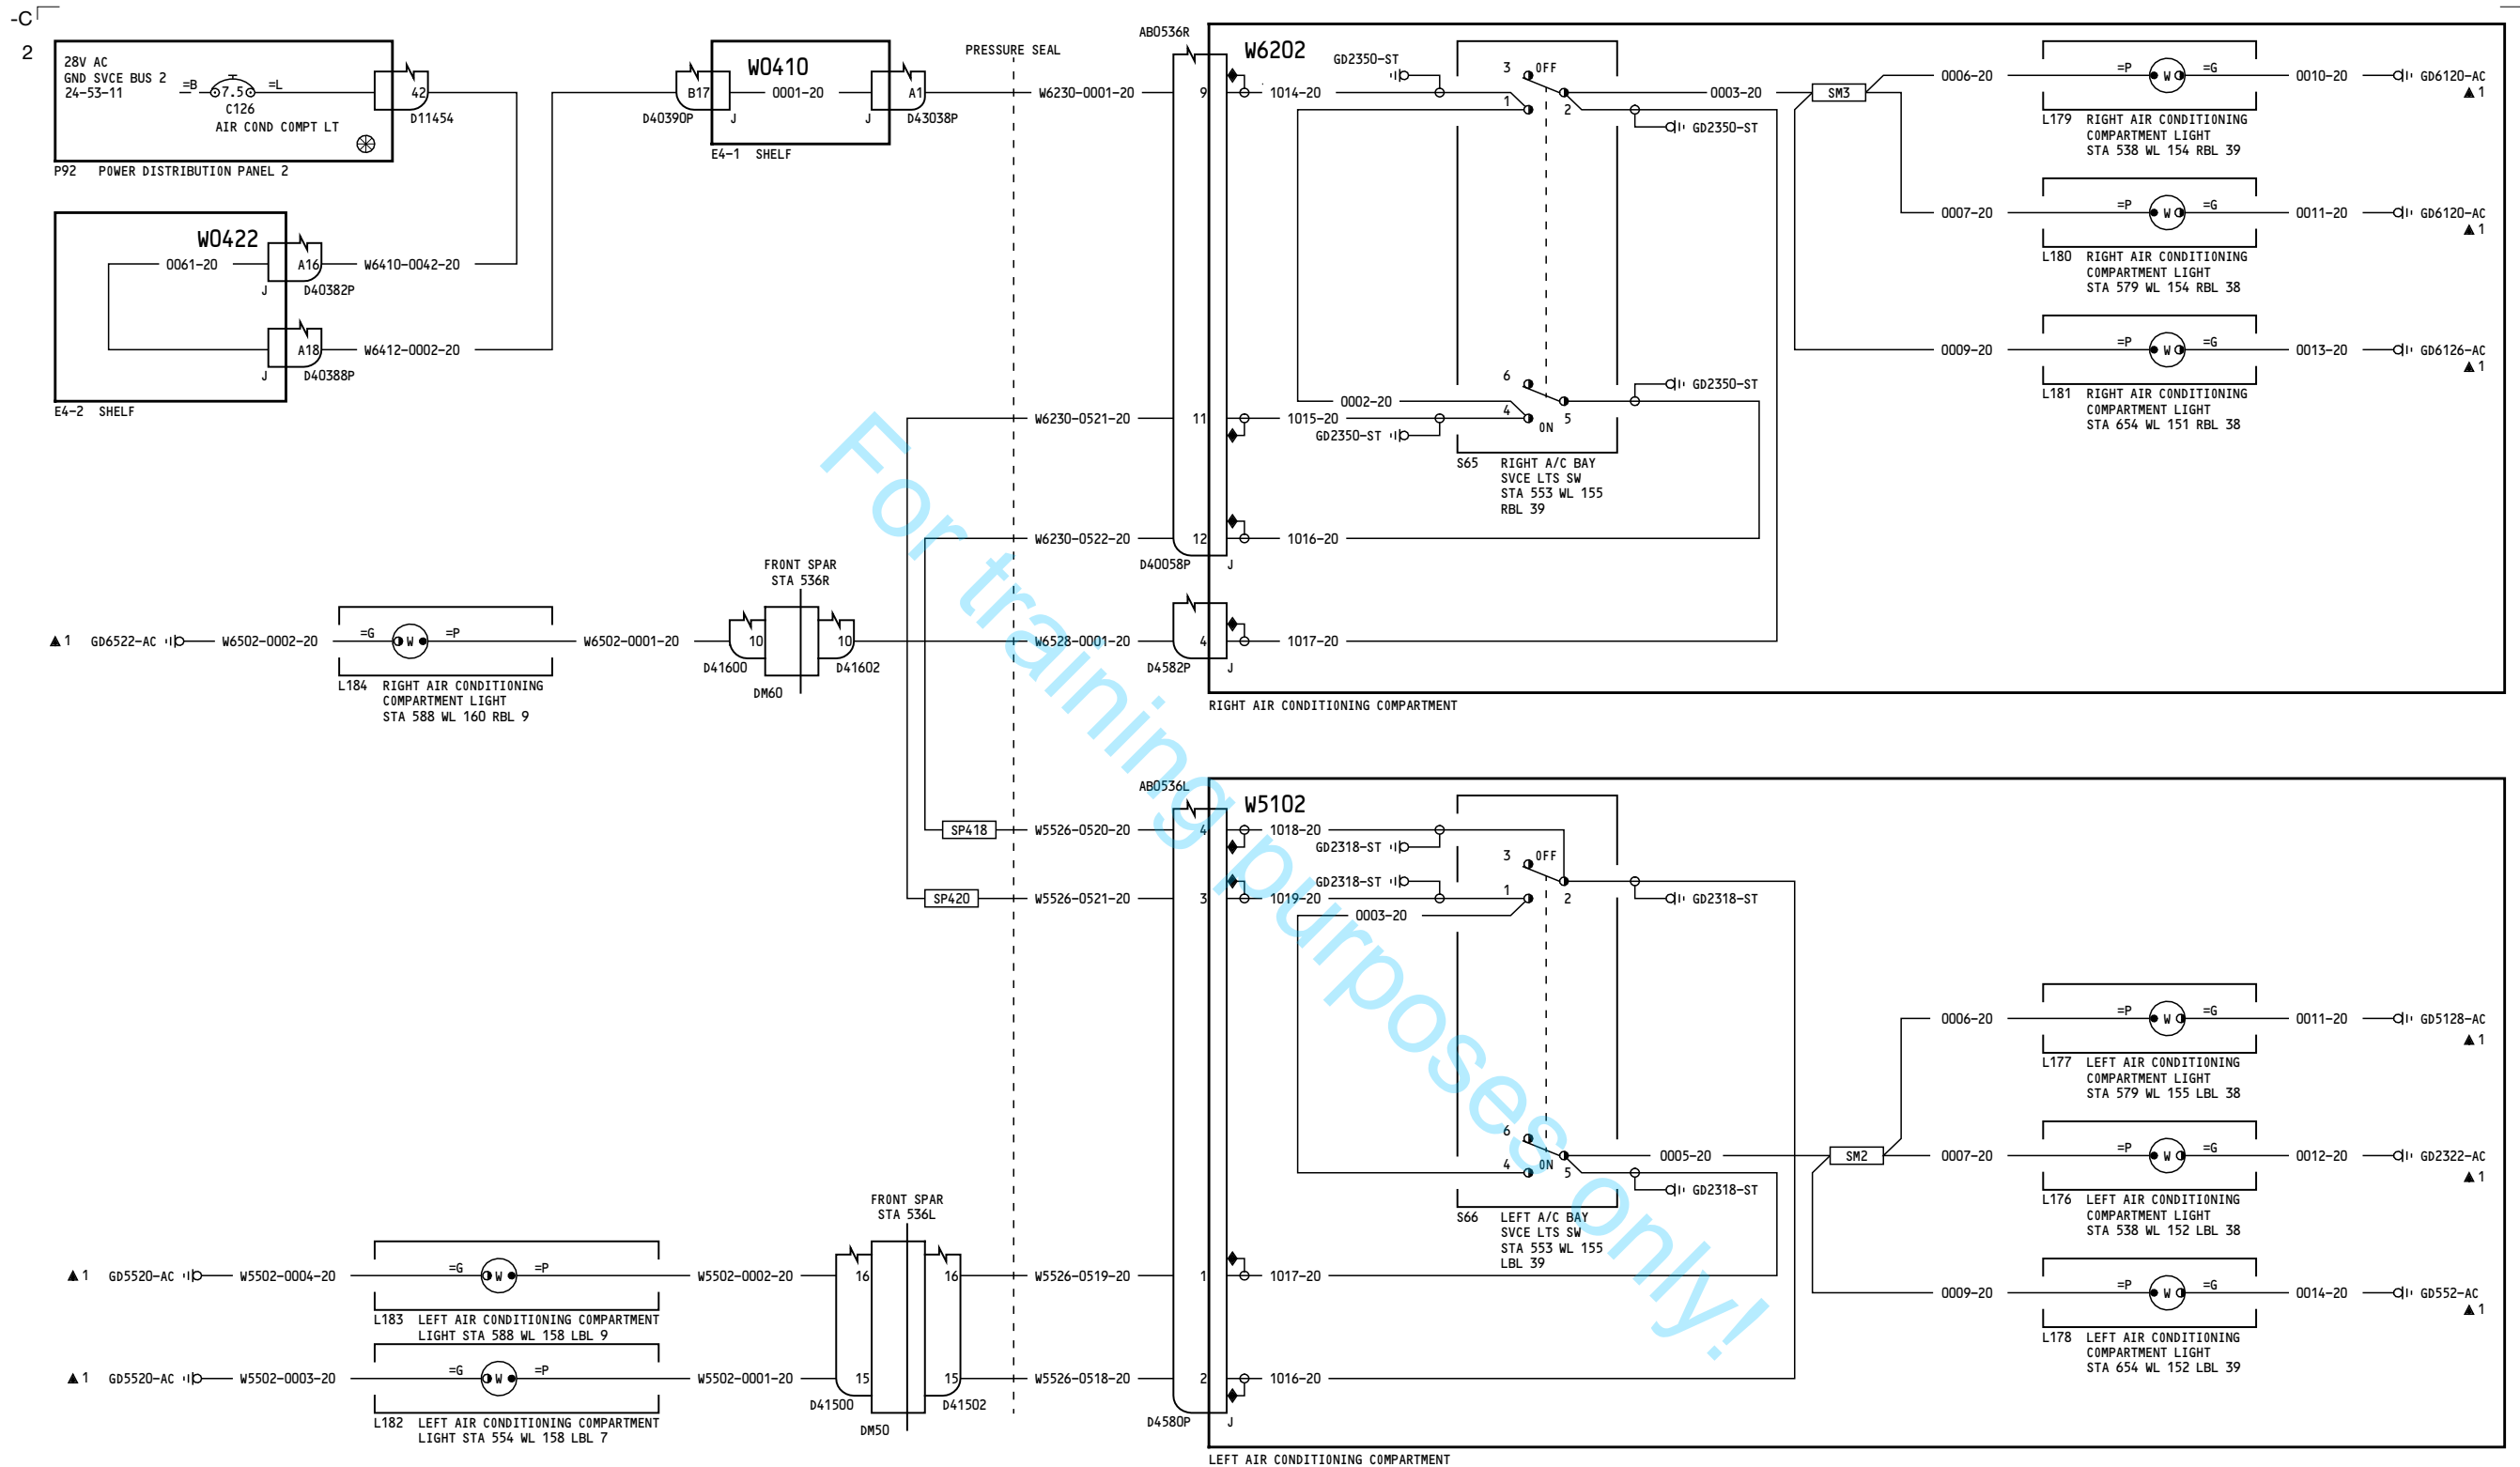 -C
2
28V AC
GND SVCE BUS 2
24-53-11
=B
7.5
=L
C126
AIR COND COMPT LT
42
D11454
P92 POWER DISTRIBUTION PANEL 2
W0422
0061-20
A16
W6410-0042-20
J
D40382P
A18
W6412-0002-20
J
D40388P
E4-2 SHELF
W0410
B17
0001-20
A1
D40390P
J
J
D43038P
E4-1 SHELF
PRESSURE SEAL
AB0536R
W6230-0001-20
9
W6202
1014-20
GD2350-ST
3
OFF
1
2
0003-20
GD2350-ST
SM3
0006-20
=P
W
=G
0010-20
GD6120-AC
▲1
L179 RIGHT AIR CONDITIONING
COMPARTMENT LIGHT
STA 538 WL 154 RBL 39
0007-20
=P
W
=G
0011-20
GD6120-AC
▲1
L180 RIGHT AIR CONDITIONING
COMPARTMENT LIGHT
STA 579 WL 154 RBL 38
0009-20
=P
W
=G
0013-20
GD6126-AC
▲1
L181 RIGHT AIR CONDITIONING
COMPARTMENT LIGHT
STA 654 WL 151 RBL 38
6
GD2350-ST
0002-20
4
5
W6230-0521-20
11
1015-20
ON
GD2350-ST
S65 RIGHT A/C BAY
SVCE LTS SW
STA 553 WL 155
RBL 39
W6230-0522-20
12
1016-20
D40058P
J
FRONT SPAR
STA 536R
▲1
GD6522-AC
W6502-0002-20
=G
W
=P
W6502-0001-20
10
10
W6528-0001-20
4
1017-20
D41600
D41602
D4582P
J
DM60
L184 RIGHT AIR CONDITIONING
COMPARTMENT LIGHT
STA 588 WL 160 RBL 9
RIGHT AIR CONDITIONING COMPARTMENT
AB0536L
W5102
SP418
W5526-0520-20
4
1018-20
GD2318-ST
3
OFF
GD2318-ST
1
2
SP420
W5526-0521-20
3
1019-20
GD2318-ST
0003-20
6
4
ON
5
0005-20
GD2318-ST
SM2
0006-20
=P
W
=G
0011-20
GD5128-AC
▲1
L177 LEFT AIR CONDITIONING
COMPARTMENT LIGHT
STA 579 WL 155 LBL 38
0007-20
=P
W
=G
0012-20
GD2322-AC
▲1
L176 LEFT AIR CONDITIONING
COMPARTMENT LIGHT
STA 538 WL 152 LBL 38
0009-20
=P
W
=G
0014-20
GD552-AC
▲1
L178 LEFT AIR CONDITIONING
COMPARTMENT LIGHT
STA 654 WL 152 LBL 39
S66 LEFT A/C BAY
SVCE LTS SW
STA 553 WL 155
LBL 39
FRONT SPAR
STA 536L
▲1
GD5520-AC
W5502-0004-20
=G
W
=P
W5502-0002-20
16
16
W5526-0519-20
1
1017-20
L183 LEFT AIR CONDITIONING COMPARTMENT
LIGHT STA 588 WL 158 LBL 9
▲1
GD5520-AC
W5502-0003-20
=G
W
=P
W5502-0001-20
15
15
W5526-0518-20
2
1016-20
D41500
D41502
D4580P
J
DM50
L182 LEFT AIR CONDITIONING COMPARTMENT
LIGHT STA 554 WL 158 LBL 7
LEFT AIR CONDITIONING COMPARTMENT
For training purposes only!